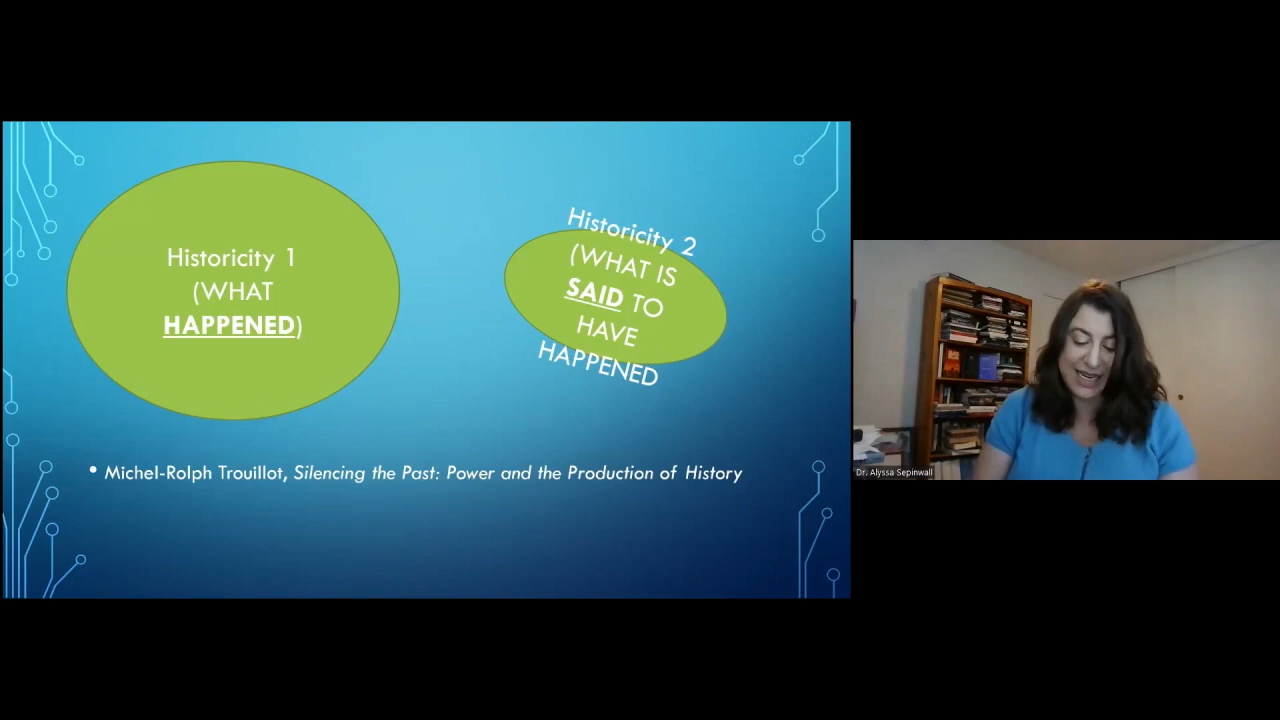 Historicity 1
(WHAT
HAPPENED)
Historicity 2
(WHAT IS
SAID TO
HAVE
HAPPENED
• Michel-Rolph Trouillot, Silencing the Past: Power and the Production of History
Dr. Alyssa Sepinwall